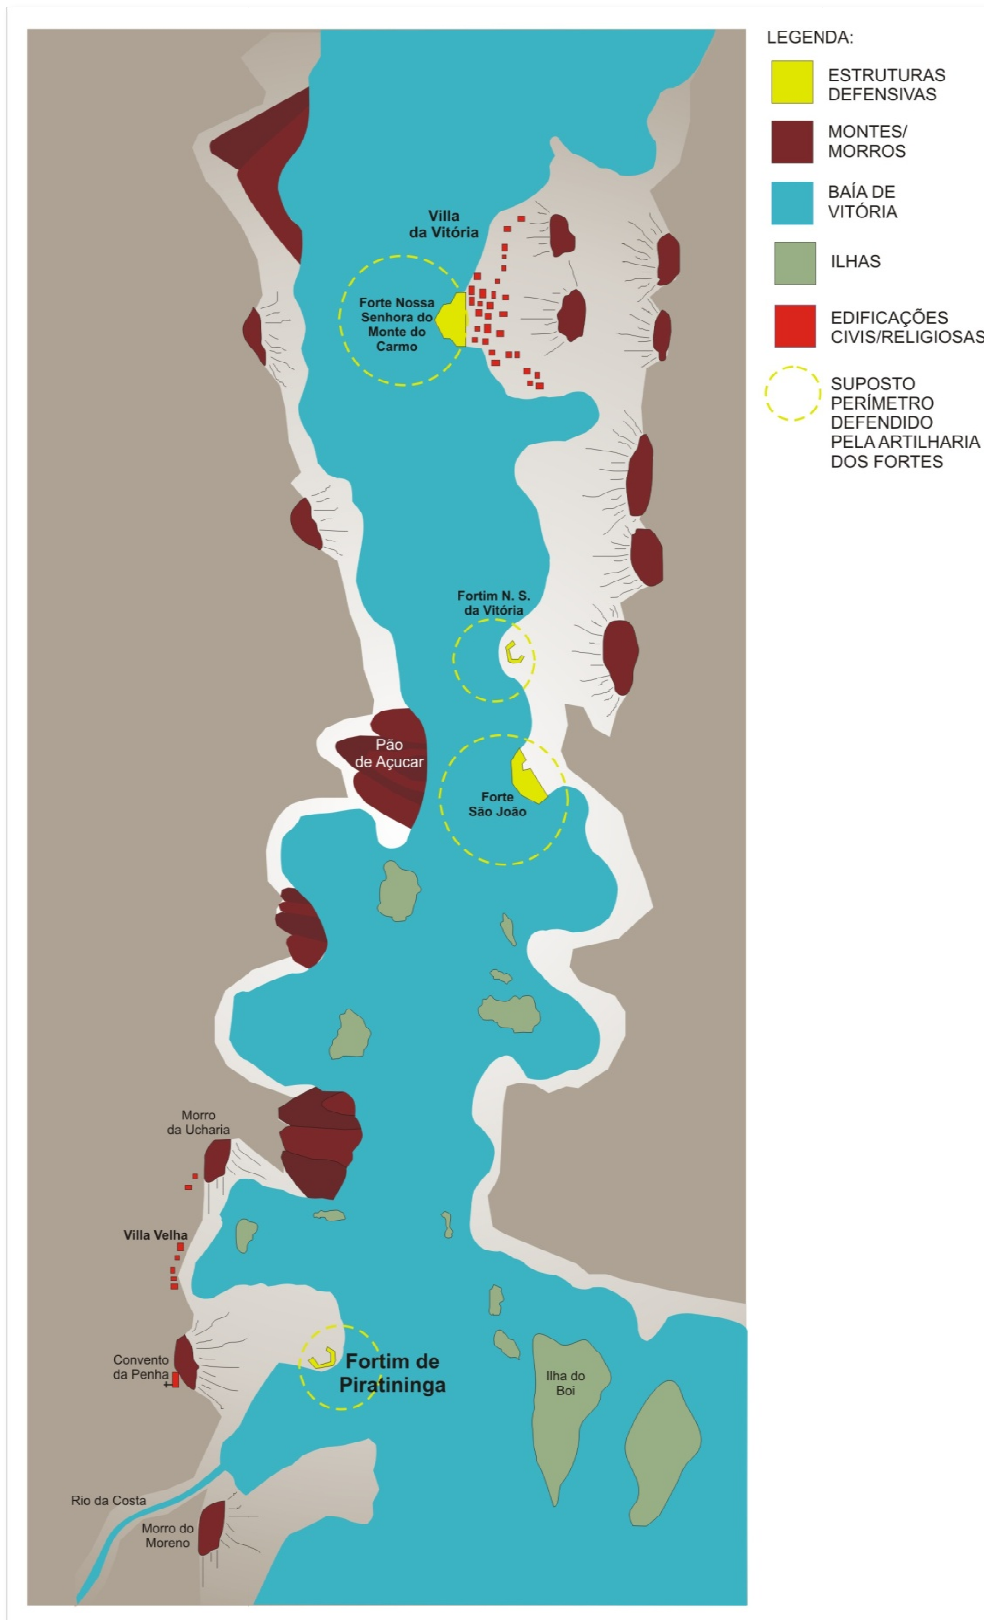 LEGENDA:
ESTRUTURAS
DEFENSIVAS
MONTES/
MORROS
BAÍA DE
VITÓRIA
ILHAS
EDIFICAÇÕES
CIVIS/RELIGIOSAS
SUPOSTO
PERÍMETRO
DEFENDIDO
PELA ARTILHARIA
DOS FORTES
Villa
da Vitória
Forte Nossa
Senhora do
Monte do
Carmo
Fortim N. S.
da Vitória
Pão
de Açucar
Forte
São João
Morro
da Ucharia
Villa Velha
Convento
da Penha
Fortim de
Piratininga
Ilha do
Boi
Rio da Costa
Morro do
Moreno